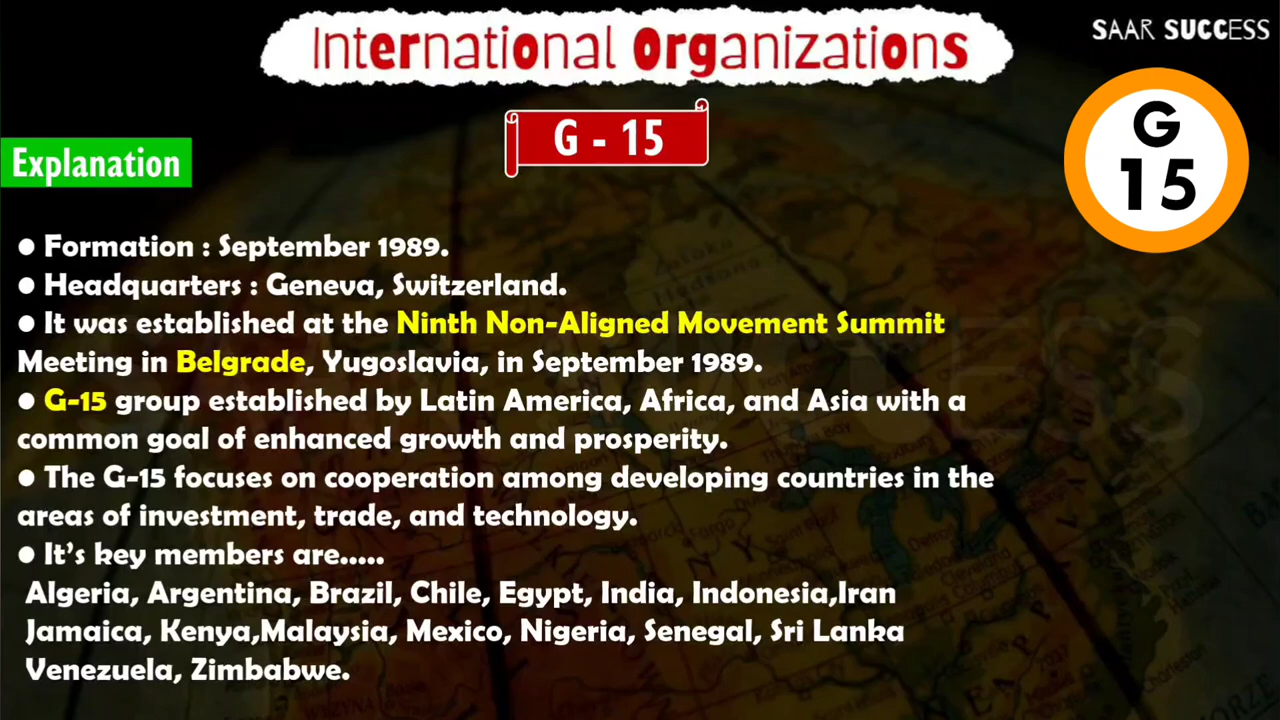 International Organizations
SAAR SUCCESS
G - 15
G
15
Explanation
● Formation : September 1989.
● Headquarters : Geneva, Switzerland.
● It was established at the Ninth Non-Aligned Movement Summit
Meeting in Belgrade, Yugoslavia, in September 1989.
● G-15 group established by Latin America, Africa, and Asia with a
common goal of enhanced growth and prosperity.
● The G-15 focuses on cooperation among developing countries in the
areas of investment, trade, and technology.
● It's key members are.....
Algeria, Argentina, Brazil, Chile, Egypt, India, Indonesia,Iran
Jamaica, Kenya,Malaysia, Mexico, Nigeria, Senegal, Sri Lanka
Venezuela, Zimbabwe.